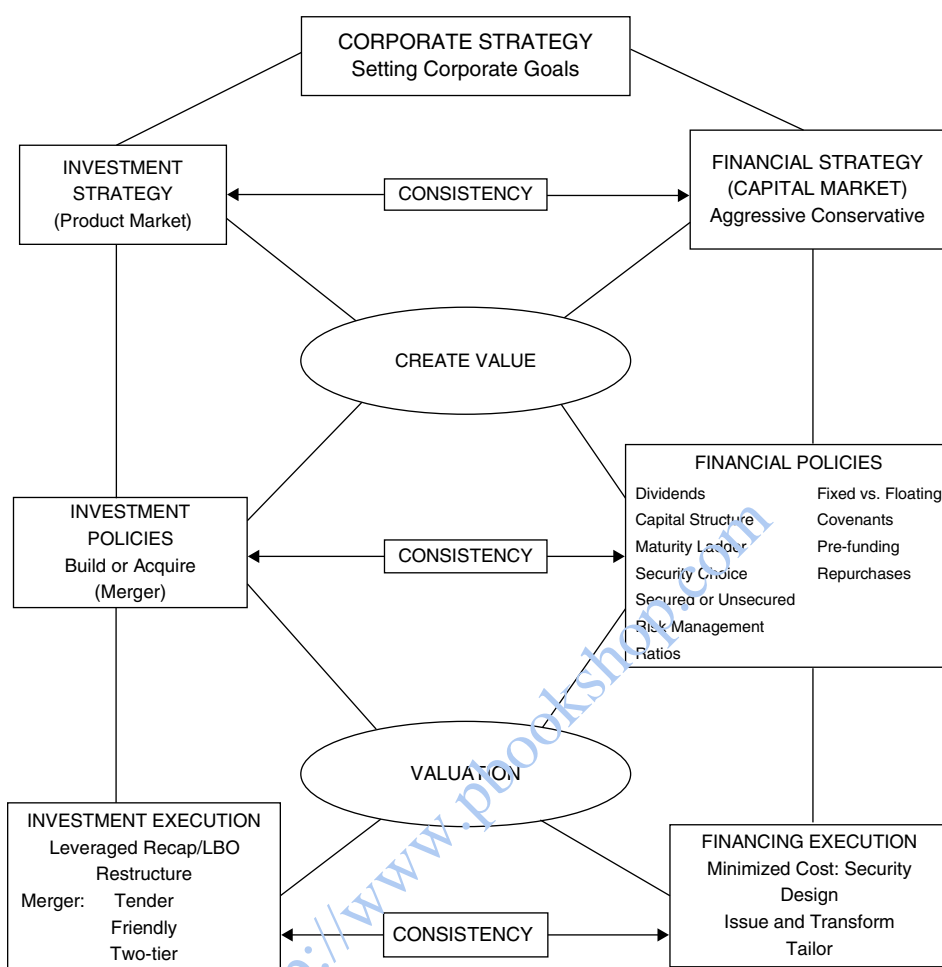 CORPORATE STRATEGY
Setting Corporate Goals
INVESTMENT
STRATEGY
(Product Market)
CONSISTENCY
FINANCIAL STRATEGY
(CAPITAL MARKET)
Aggressive Conservative
CREATE VALUE
INVESTMENT
POLICIES
Build or Acquire
(Merger)
CONSISTENCY
FINANCIAL POLICIES
Dividends
Capital Structure
Maturity Ladder
Security Choice
Secured or Unsecured
Risk Management
Ratios
Fixed vs. Floating
Covenants
Pre-funding
Repurchases
VALUATION
INVESTMENT EXECUTION
Leveraged Recap/LBO
Restructure
Merger: Tender
Friendly
Two-tier
CONSISTENCY
FINANCING EXECUTION
Minimized Cost: Security
Design
Issue and Transform
Tailor
://www.pbookshop.com